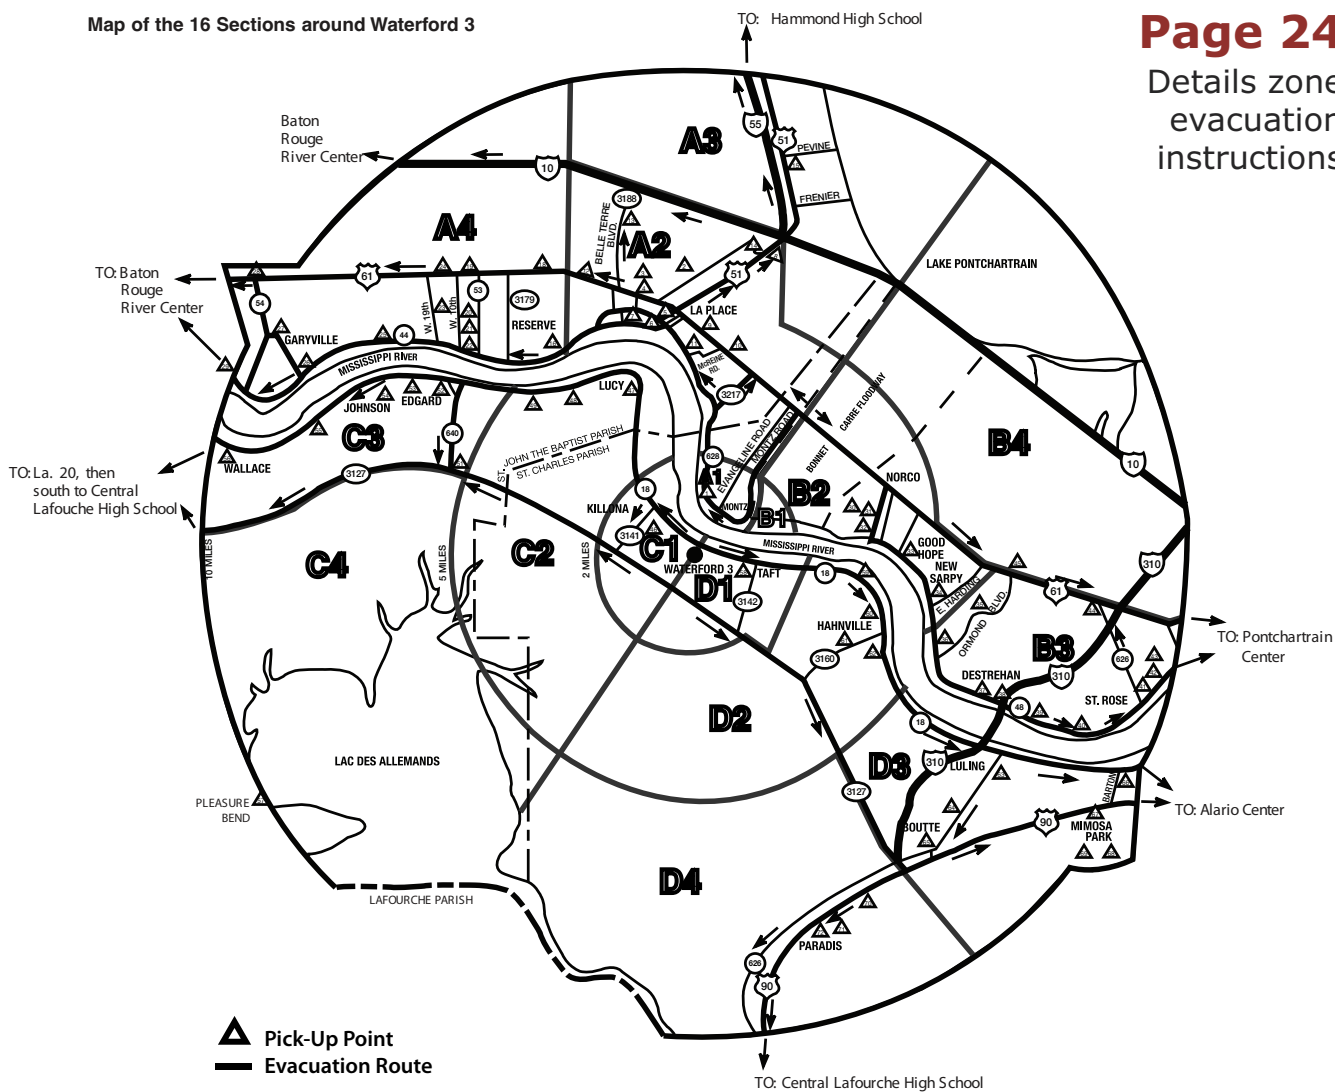 Map of the 16 Sections around Waterford 3
TO: Hammond High School
Page 24
Details zone
evacuation
instructions
Baton
Rouge
River Center
A3
55
51
PEVINE
FRENIER
10
3188
BELLE TERRE
BLVD.
A2
A4
LAKE PONTCHARTRAIN
TO: Baton
Rouge
River Center
61
51
54
53
3179
W. 19th
W. 10th
RESERVE
LA PLACE
GARYVILLE
44
MISSISSIPPI RIVER
McREINE
RD.
LUCY
3217
JOHNSON
EDGARD
C3
640
WALLACE
ST. JOHN THE BAPTIST PARISH
ST. CHARLES PARISH
EVANGELINE ROAD
MONTZ ROAD
BONNET
CARRE FLOODWAY
B4
10
TO: La. 20, then
south to Central
Lafouche High School
3127
628
A1
NORCO
18
B2
KILLONA
MONTZ
B1
3141
C1
MISSISSIPPI RIVER
GOOD
HOPE
10 MILES
C4
5 MILES
C2
2 MILES
WATERFORD 3
TAFT
D1
18
NEW
SARPY
E. HARDING
310
3142
61
ORMOND BLVD.
HAHNVILLE
TO: Pontchartrain
Center
3160
B3
626
DESTREHAN
310
ST. ROSE
48
D2
18
LAC DES ALLEMANDS
D3
310
LULING
PLEASURE
BEND
3127
BARTON
TO: Alario Center
90
BOUTTE
MIMOSA
PARK
D4
LAFOURCHE PARISH
PARADIS
626
90
Pick-Up Point
Evacuation Route
TO: Central Lafourche High School